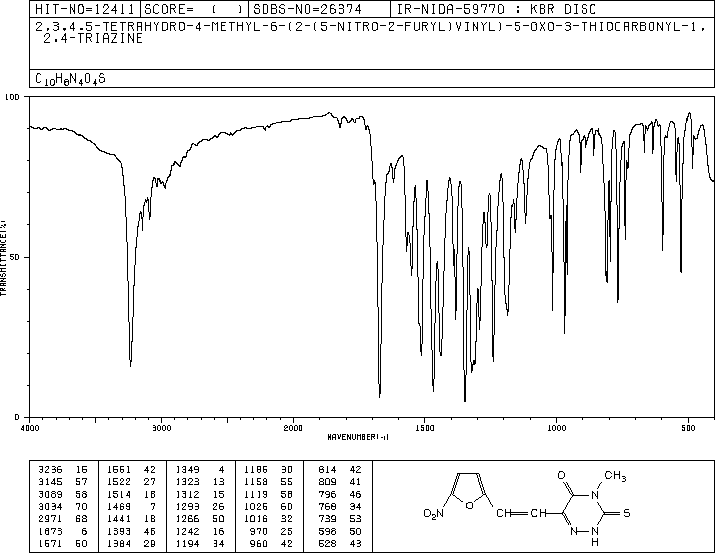 HIT-NO=12411 SCORE= ( ) SDBS-NO=26374 IR-NIDA-59770 : KBR DISC
2,3,4,5-TETRAHYDRO-4-METHYL-6-(2-(5-NITRO-2-FURYL)VINYL)-5-OXO-3-THIOCARBONYL-1,
2,4-TRIAZINE
C10H8N4O4S
100
50
0
TRANSMITTANCE(%)
4000 3000 2000 1500 1000 500
WAVENUMBER(-1)
3236 16 1551 42 1349 4 1186 30 814 42
3145 57 1522 27 1323 13 1158 55 809 41
3089 58 1514 18 1312 15 1119 58 796 46
3034 70 1469 7 1293 26 1026 60 768 34
2971 68 1441 18 1266 50 1016 32 739 53
1673 6 1393 46 1242 16 970 25 598 50
1571 50 1384 29 1194 34 960 42 528 43
NO2 O CH CH O N CH3 S N N H